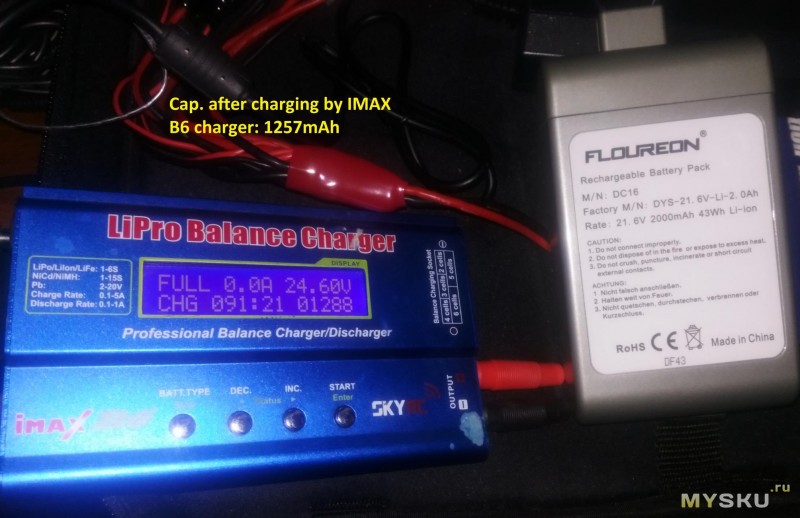 Cap. after charging by IMAX
B6 charger: 1257mAh
LiPro Balance Charger
DISPLAY
LiPo/LiIon/LiFe: 1-6S
NiCd/NiMH: 1-15S
Pb: 2-20V
Charge Rate: 0.1-5A
Discharge Rate: 0.1-1A
FULL 0.0A 24.60V
CHG 091:21 01288
Balance Charging Socket
4 cells 3 cells 2 cells
6 cells 5 cells
Professional Balance Charger/Discharger
BATT.TYPE
DEC.
INC.
START
Status
Enter
OUTPUT
iMAX
SKY
FLOUREON®
Rechargeable Battery Pack
M/N: DC16
Factory M/N: DYS-21.6V-Li-2.0Ah
Rate: 21.6V 2000mAh 43Wh Li-ion
CAUTION:
1. Do not connect improperly.
2. Do not dispose of in the fire or expose to excess heat.
3. Do not crush, puncture, incinerate or short circuit
external contacts.
ACHTUNG:
1 Nicht falsch anschließen.
2. Halten weit von Feuer.
3. Nicht quetschen, durchstechen, verbrennen oder
Kurzschluss.
RoHS CE Made in China
DF43
MYSKU.ru